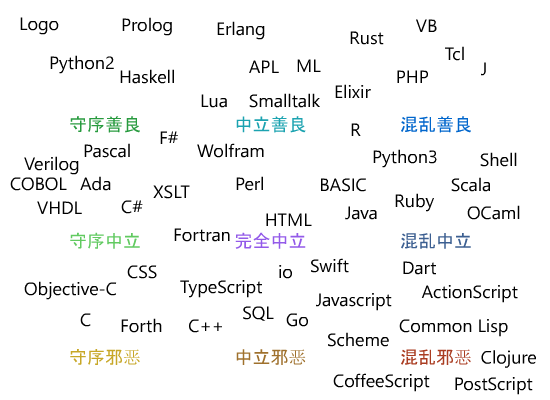 Logo
Prolog
Erlang
VB
Rust
Tcl
Python2
Haskell
APL
ML
PHP
J
Lua
Smalltalk
Elixir
守序善良
中立善良
混乱善良
F#
R
Pascal
Wolfram
Python3
Shell
Verilog
COBOL
Ada
XSLT
Perl
BASIC
Scala
VHDL
C#
HTML
Java
Ruby
OCaml
守序中立
Fortran
完全中立
混乱中立
CSS
io
Swift
Dart
Objective-C
TypeScript
Javascript
ActionScript
C
Forth
C++
SQL
Go
Scheme
Common Lisp
守序邪恶
中立邪恶
混乱邪恶
Clojure
CoffeeScript
PostScript